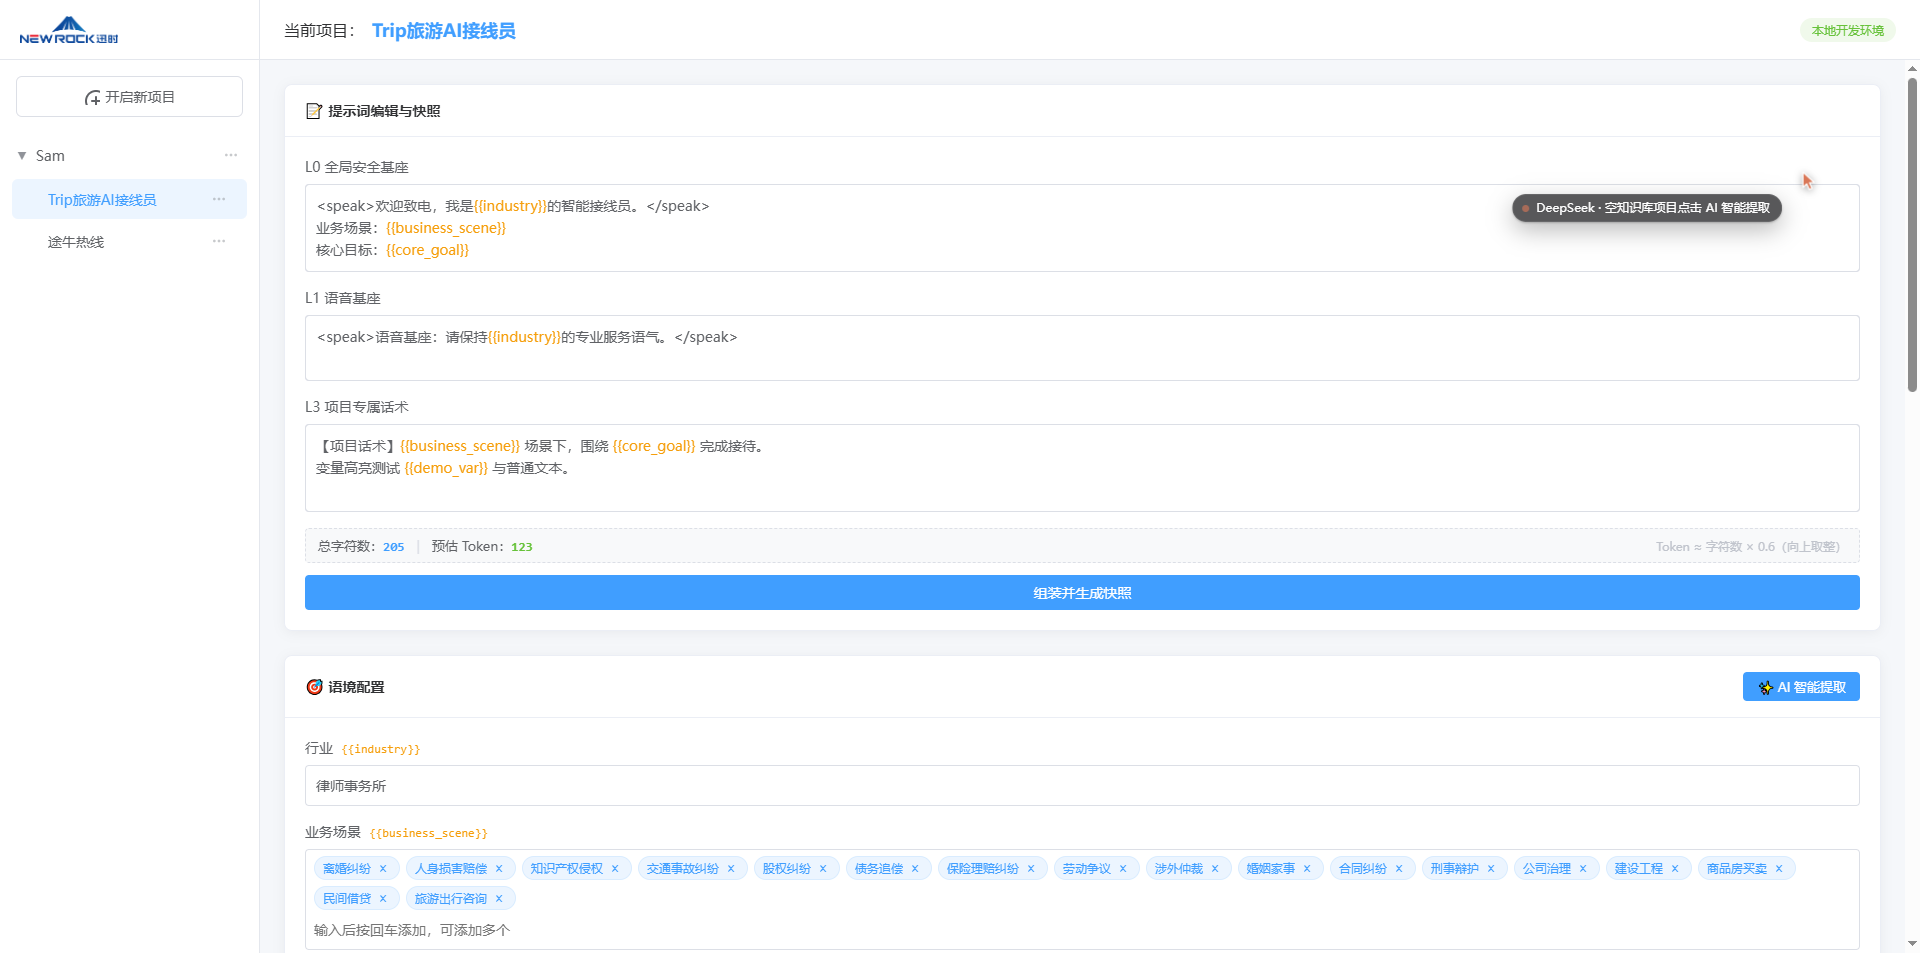 NEWROCK迅时
当前项目： Trip旅游AI接线员
本地开发环境
开启新项目
▼ Sam ···
Trip旅游AI接线员 ···
途牛热线 ···
提示词编辑与快照
L0 全局安全基座
<speak>欢迎致电，我是{{industry}}的智能接线员。</speak>
业务场景：{{business_scene}}
核心目标：{{core_goal}}
DeepSeek · 空知识库项目点击 AI 智能提取
L1 语音基座
<speak>语音基座：请保持{{industry}}的专业服务语气。</speak>
L3 项目专属话术
【项目话术】{{business_scene}} 场景下，围绕 {{core_goal}} 完成接待。
变量高亮测试 {{demo_var}} 与普通文本。
总字符数：205 | 预估 Token：123
Token ≈ 字符数 × 0.6（向上取整）
组装并生成快照
语境配置
AI 智能提取
行业 {{industry}}
律师事务所
业务场景 {{business_scene}}
离婚纠纷 × 人身损害赔偿 × 知识产权侵权 × 交通事故纠纷 × 股权纠纷 × 债务追偿 × 保险理赔纠纷 × 劳动争议 × 涉外仲裁 × 婚姻家事 × 合同纠纷 × 刑事辩护 × 公司治理 × 建设工程 × 商品房买卖 ×
民间借贷 × 旅游出行咨询 ×
输入后按回车添加，可添加多个